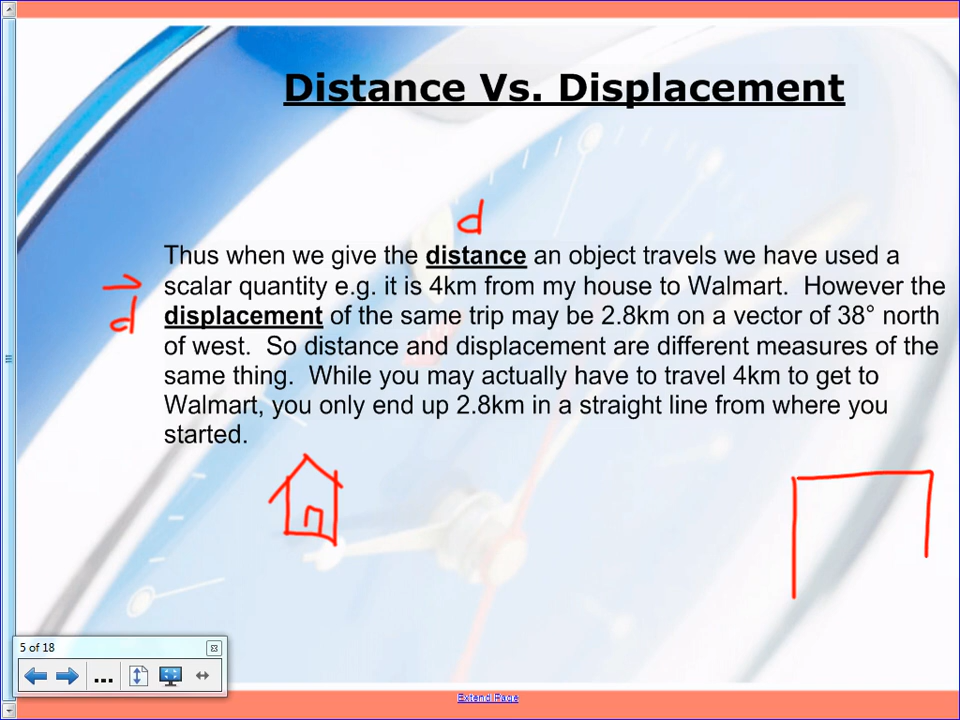 Distance Vs. Displacement
d
Thus when we give the distance an object travels we have used a
scalar quantity e.g. it is 4km from my house to Walmart. However the
d
displacement of the same trip may be 2.8km on a vector of 38° north
of west. So distance and displacement are different measures of the
same thing. While you may actually have to travel 4km to get to
Walmart, you only end up 2.8km in a straight line from where you
started.
5 of 18
...
Extend Page